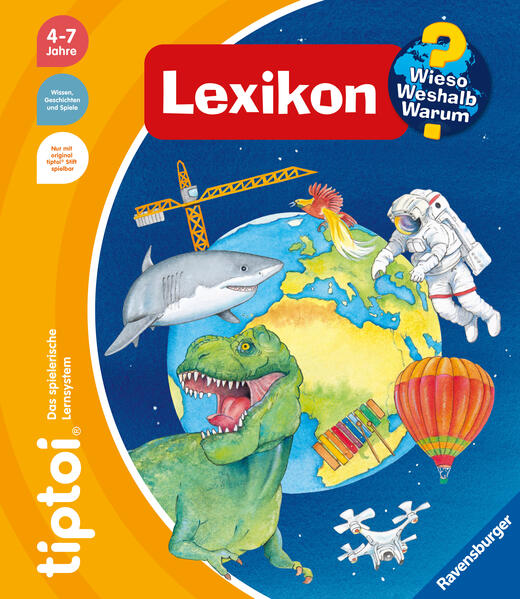 4-7
Jahre
Wissen,
Geschichten
und Spiele
Nur mit
original
tiptoi® Stift
spielbar
Lexikon
?
Wieso
Weshalb
Warum
Das spielerische
Lernsystem
tiptoi®
Ravensburger